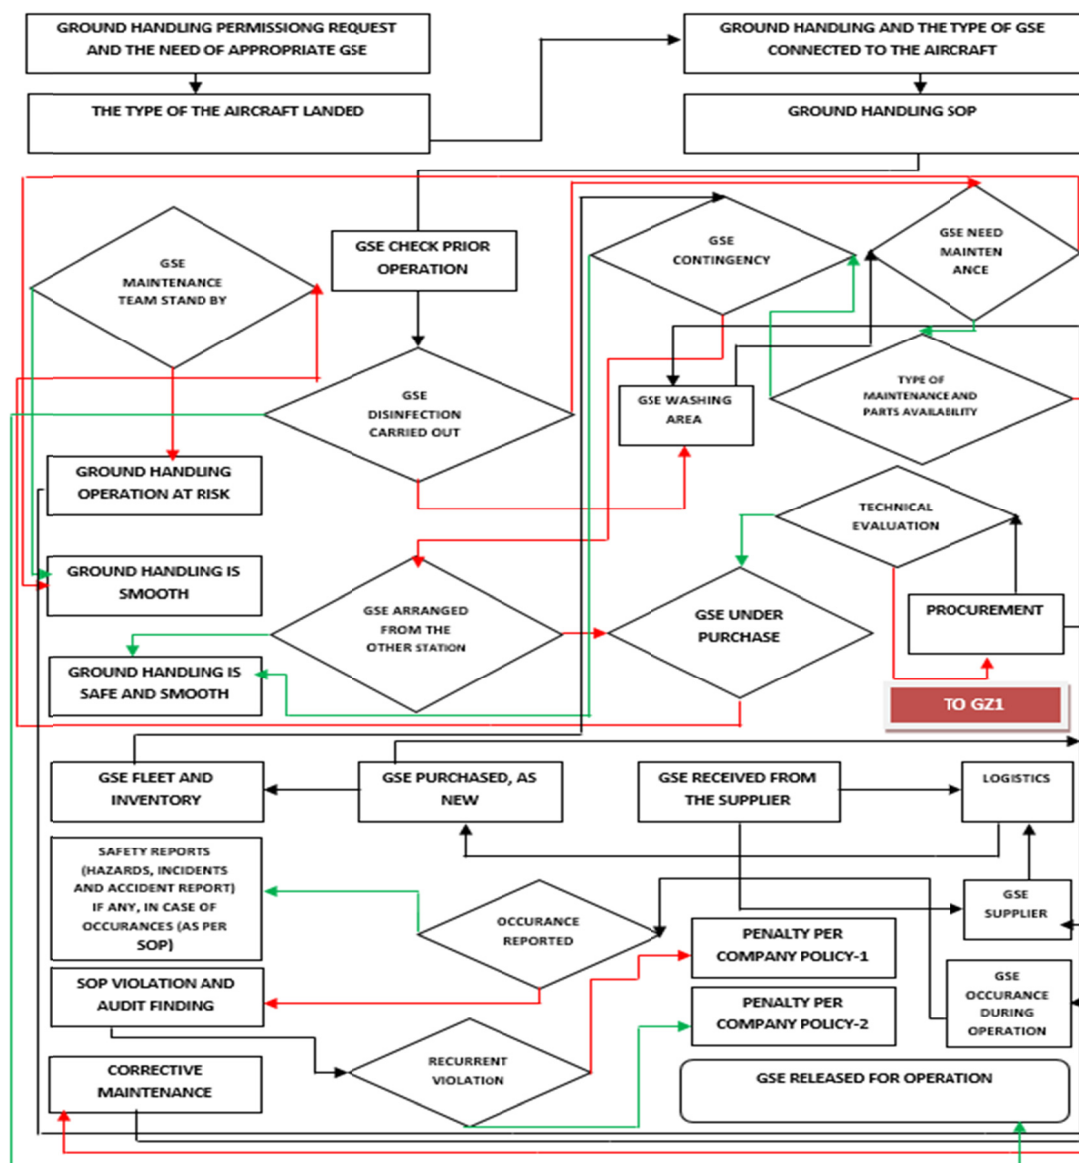 GROUND HANDLING PERMISSIONG REQUEST
AND THE NEED OF APPROPRIATE GSE
GROUND HANDLING AND THE TYPE OF GSE
CONNECTED TO THE AIRCRAFT
THE TYPE OF THE AIRCRAFT LANDED
GROUND HANDLING SOP
GSE
MAINTENANCE
TEAM STAND BY
GSE CHECK PRIOR
OPERATION
GSE
CONTINGENCY
GSE NEED
MAINTEN
ANCE
GSE
DISINFECTION
CARRIED OUT
GSE WASHING
AREA
TYPE OF
MAINTENANCE AND
PARTS AVAILABILITY
GROUND HANDLING
OPERATION AT RISK
TECHNICAL
EVALUATION
GROUND HANDLING IS
SMOOTH
GSE ARRANGED
FROM THE
OTHER STATION
GSE UNDER
PURCHASE
PROCUREMENT
GROUND HANDLING IS
SAFE AND SMOOTH
TO GZ1
GSE FLEET AND
INVENTORY
GSE PURCHASED, AS
NEW
GSE RECEIVED FROM
THE SUPPLIER
LOGISTICS
SAFETY REPORTS
(HAZARDS, INCIDENTS
AND ACCIDENT REPORT)
IF ANY, IN CASE OF
OCCURANCES (AS PER
SOP)
OCCURANCE
REPORTED
GSE
SUPPLIER
PENALTY PER
COMPANY POLICY-1
SOP VIOLATION AND
AUDIT FINDING
GSE
OCCURANCE
DURING
OPERATION
PENALTY PER
COMPANY POLICY-2
RECURRENT
VIOLATION
CORRECTIVE
MAINTENANCE
GSE RELEASED FOR OPERATION